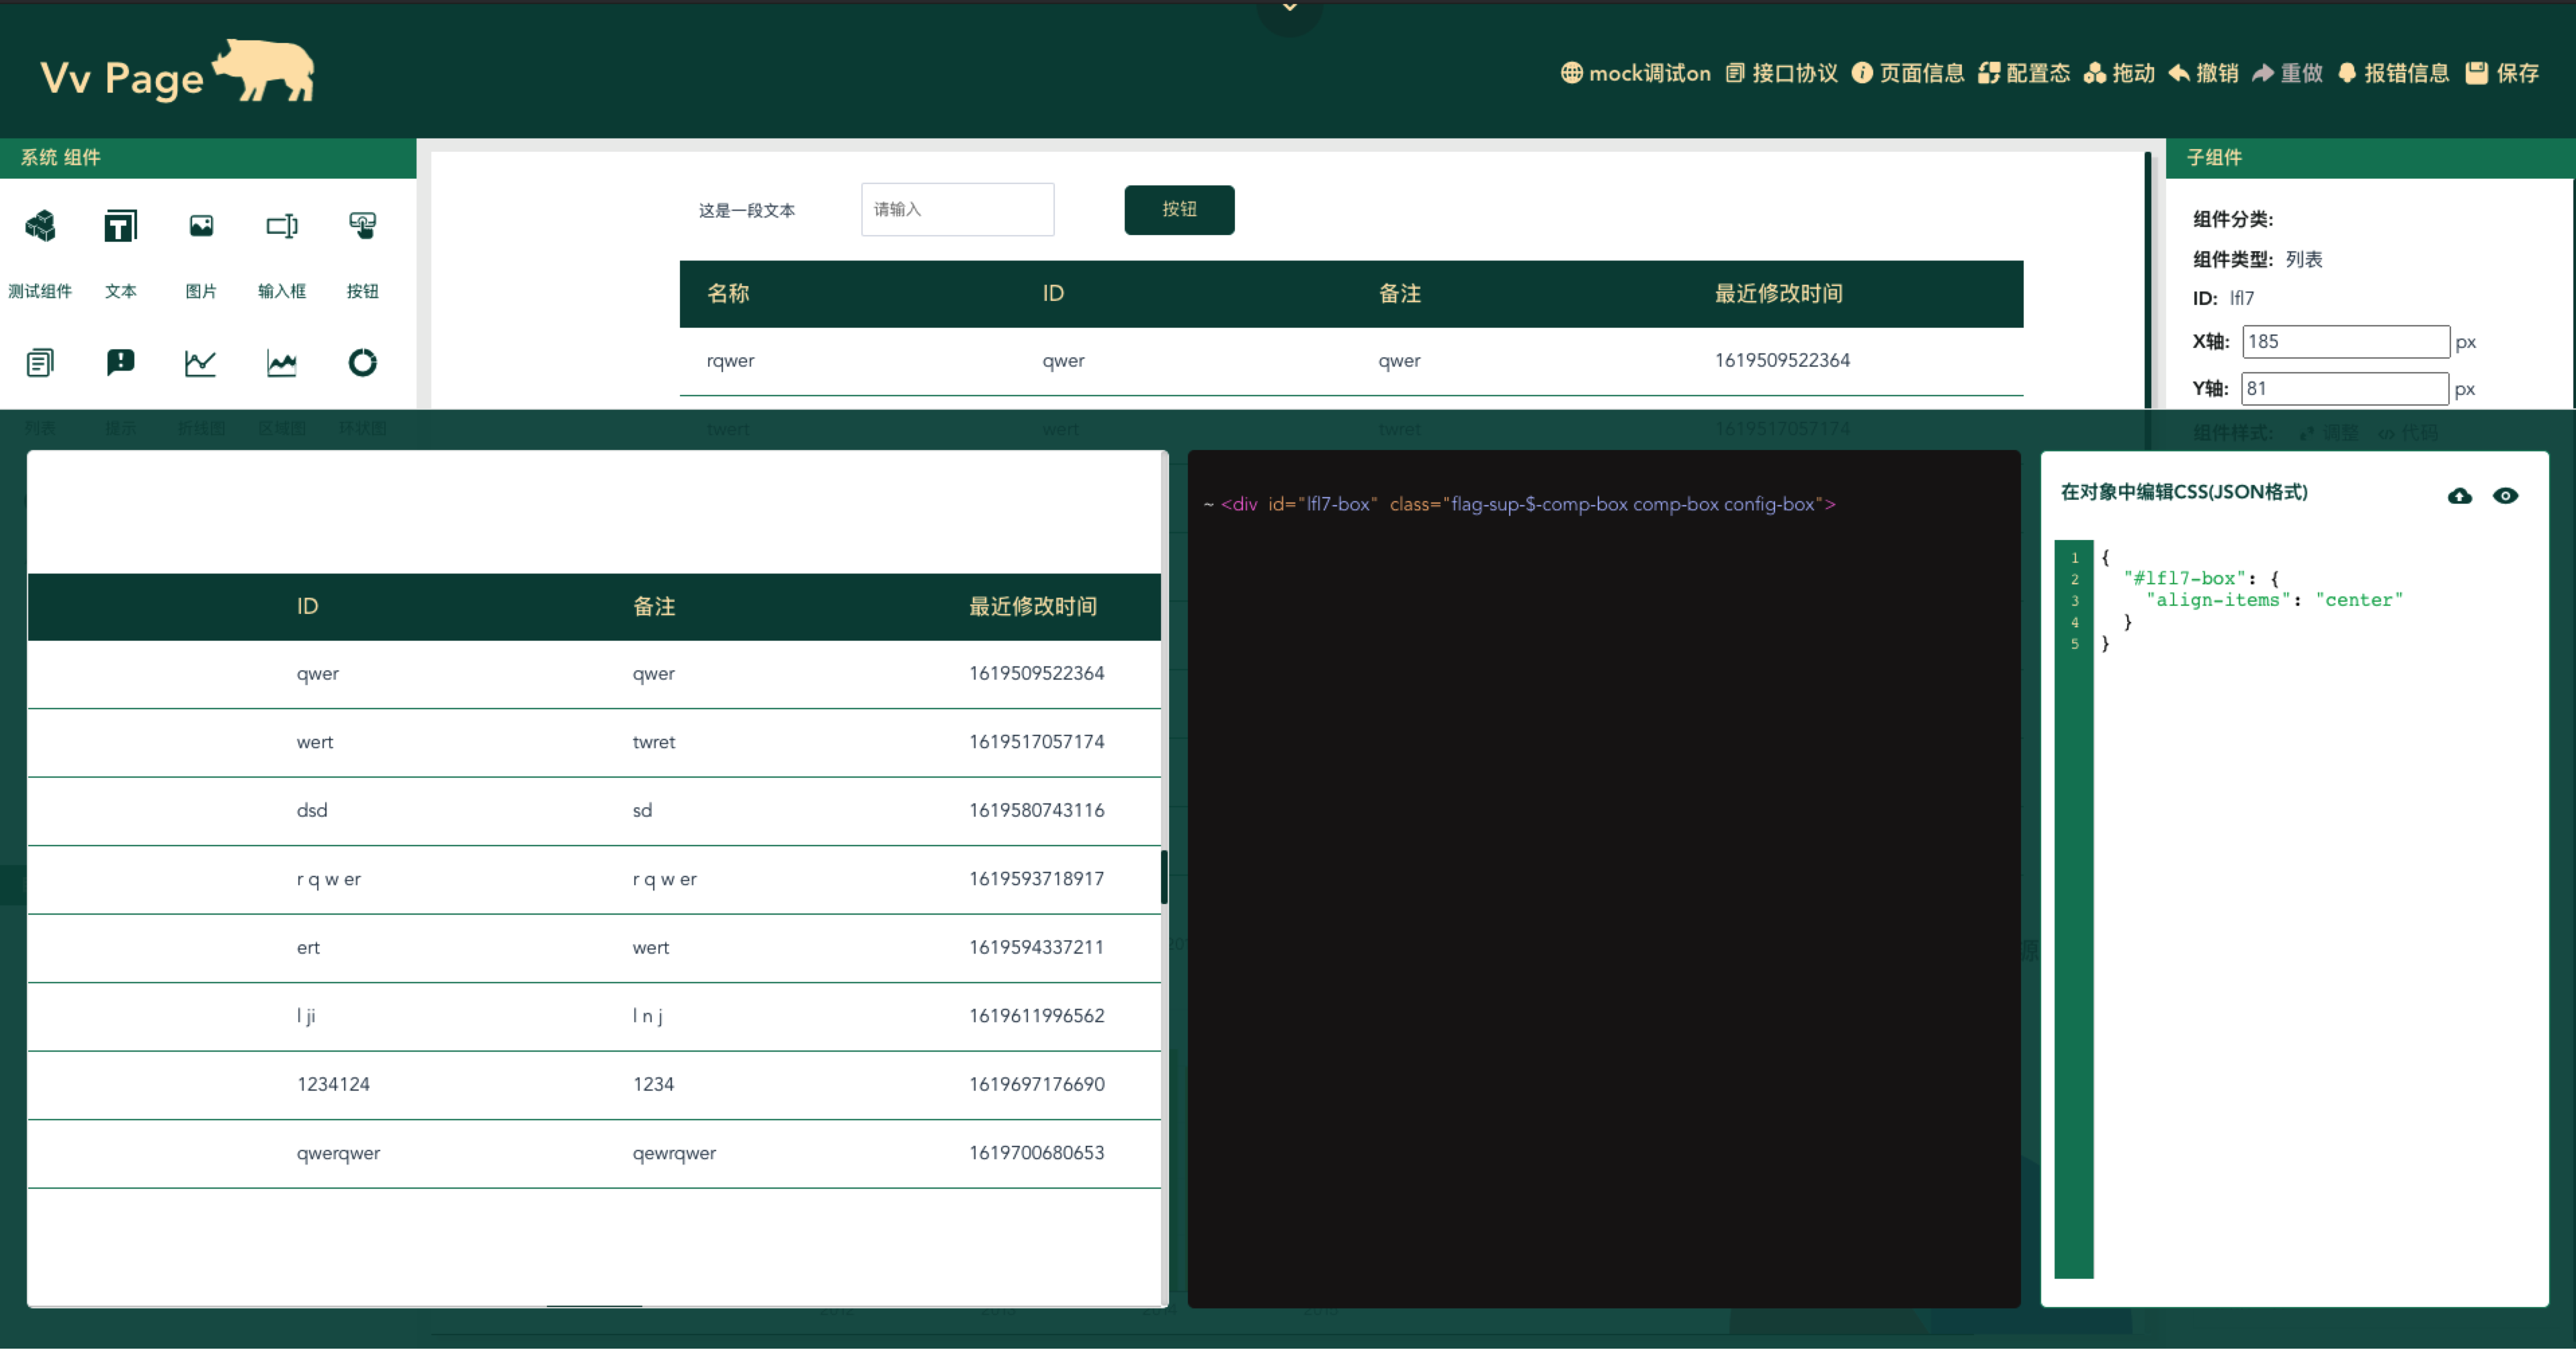 Vv Page
mock调试on 接口协议 页面信息 配置态 拖动 撤销 重做 报错信息 保存
系统 组件
测试组件 文本 图片 输入框 按钮
列表 提示 折线图 区域图 环状图
这是一段文本 请输入 按钮
名称 ID 备注 最近修改时间
rqwer qwer qwer 1619509522364
twert wert twret 1619517057174
子组件
组件分类:
组件类型: 列表
ID: lfl7
X轴: 185 px
Y轴: 81 px
组件样式: 调整 代码
ID 备注 最近修改时间
qwer qwer 1619509522364
wert twret 1619517057174
dsd sd 1619580743116
r q w er r q w er 1619593718917
ert wert 1619594337211
l ji l n j 1619611996562
1234124 1234 1619697176690
qwerqwer qewrqwer 1619700680653
~ <div id="lfl7-box" class="flag-sup-$-comp-box comp-box config-box">
在对象中编辑CSS(JSON格式)
1 {
2 "#lfl7-box": {
3 "align-items": "center"
4 }
5 }